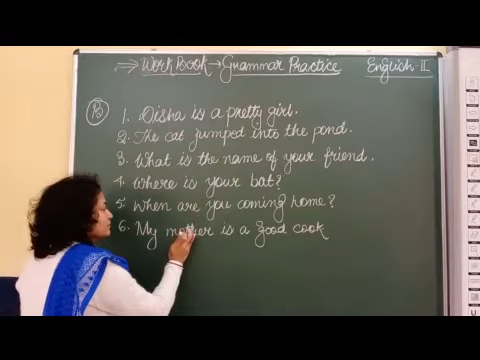 ⇒ Work Book → Grammar Practice English-II
B 1. Disha is a pretty girl.
2. The cat jumped into the pond.
3. What is the name of your friend.
4. Where is your bat?
5. When are you coming home?
6. My mother is a good cook